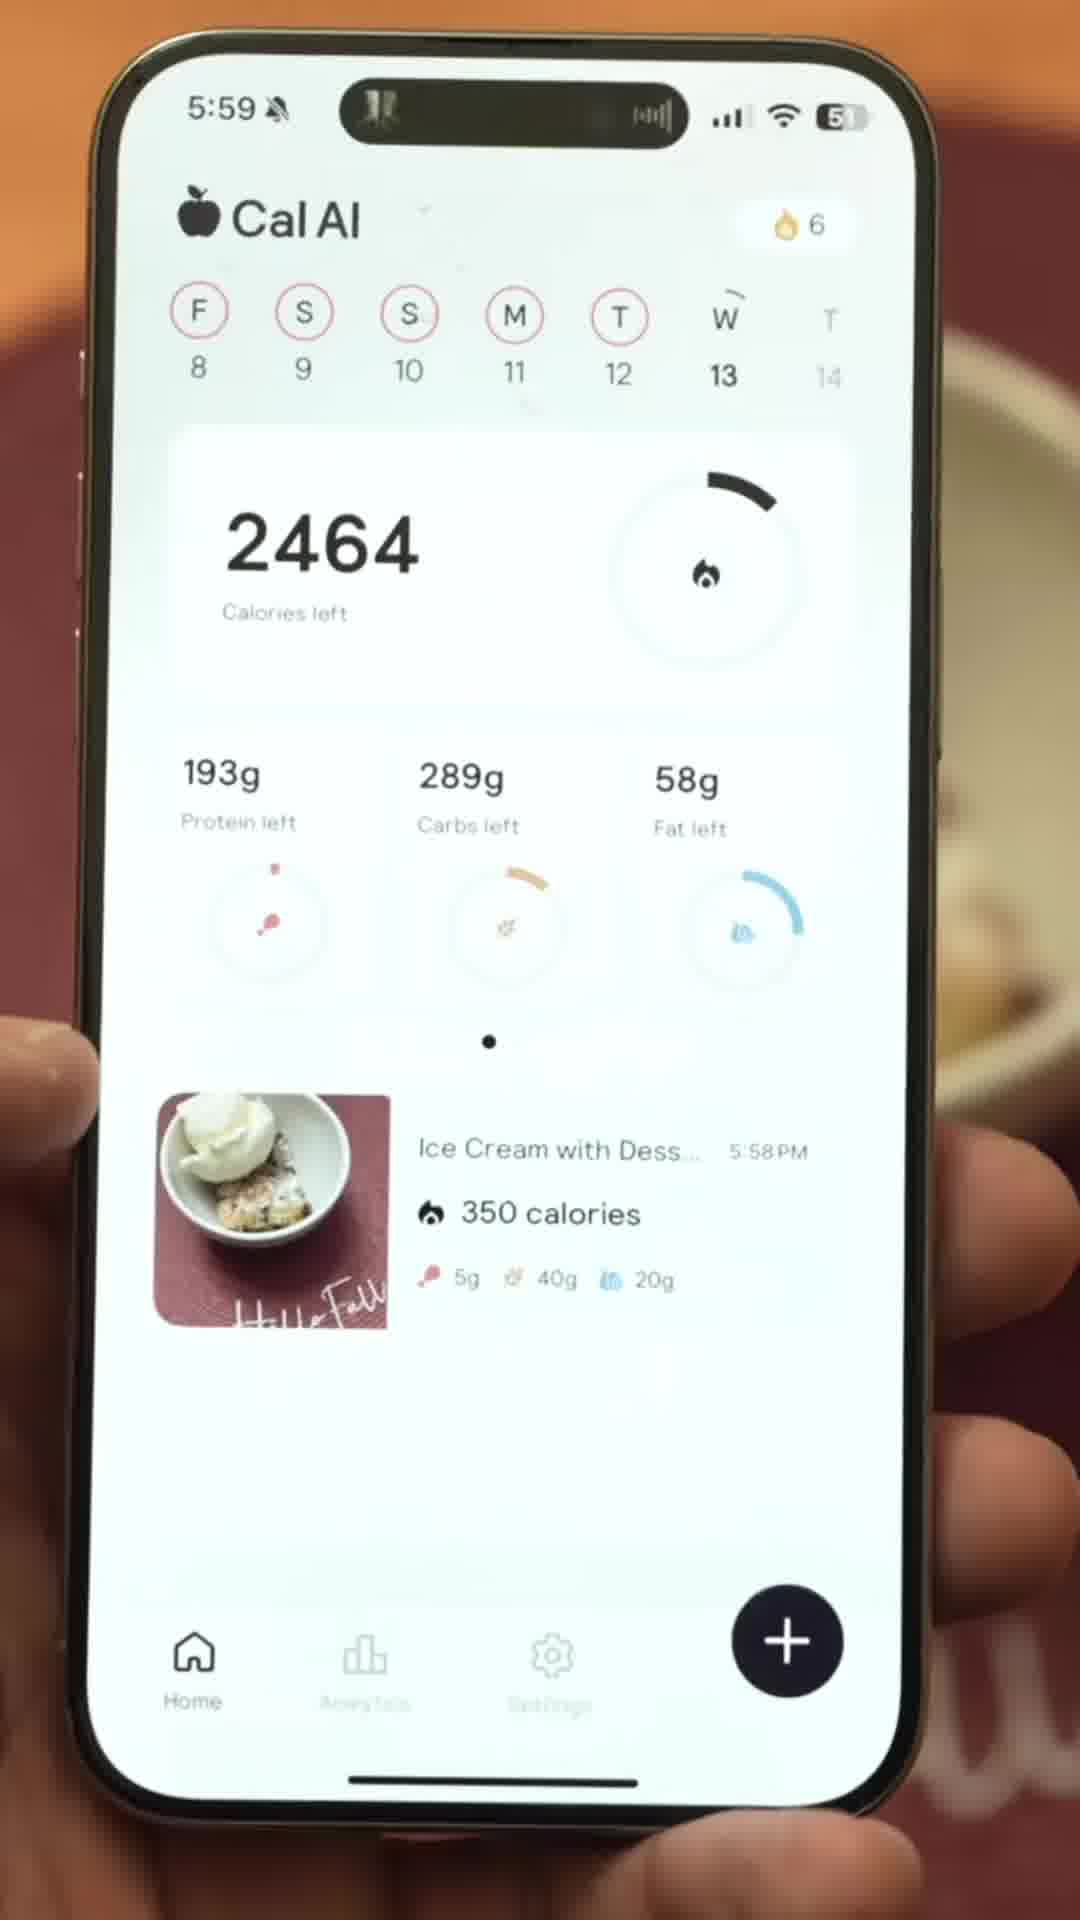 5:59
51
Cal AI
6
F S S M T W T
8 9 10 11 12 13 14
2464
Calories left
193g
Protein left
289g
Carbs left
58g
Fat left
Ice Cream with Dess... 5:58 PM
350 calories
5g 40g 20g
Hello Fall
Home Analytics Settings